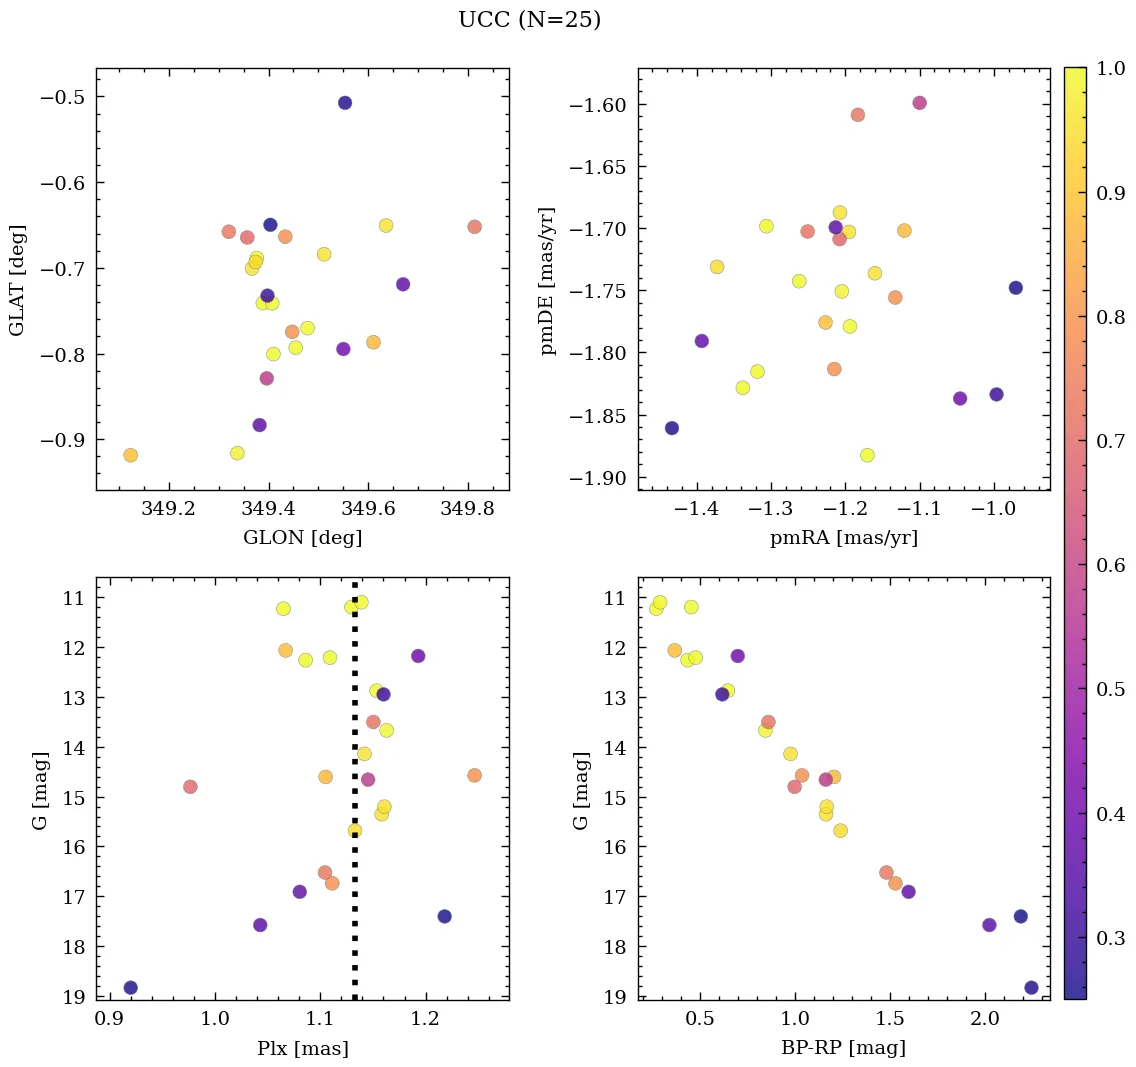 UCC (N=25)
−0.5
−0.6
−0.7
−0.8
−0.9
GLAT [deg]
349.2 349.4 349.6 349.8
GLON [deg]
−1.60
−1.65
−1.70
−1.75
−1.80
−1.85
−1.90
pmDE [mas/yr]
−1.4 −1.3 −1.2 −1.1 −1.0
pmRA [mas/yr]
11
12
13
14
15
16
17
18
19
G [mag]
0.9 1.0 1.1 1.2
Plx [mas]
11
12
13
14
15
16
17
18
19
G [mag]
0.5 1.0 1.5 2.0
BP-RP [mag]
1.0
0.9
0.8
0.7
0.6
0.5
0.4
0.3